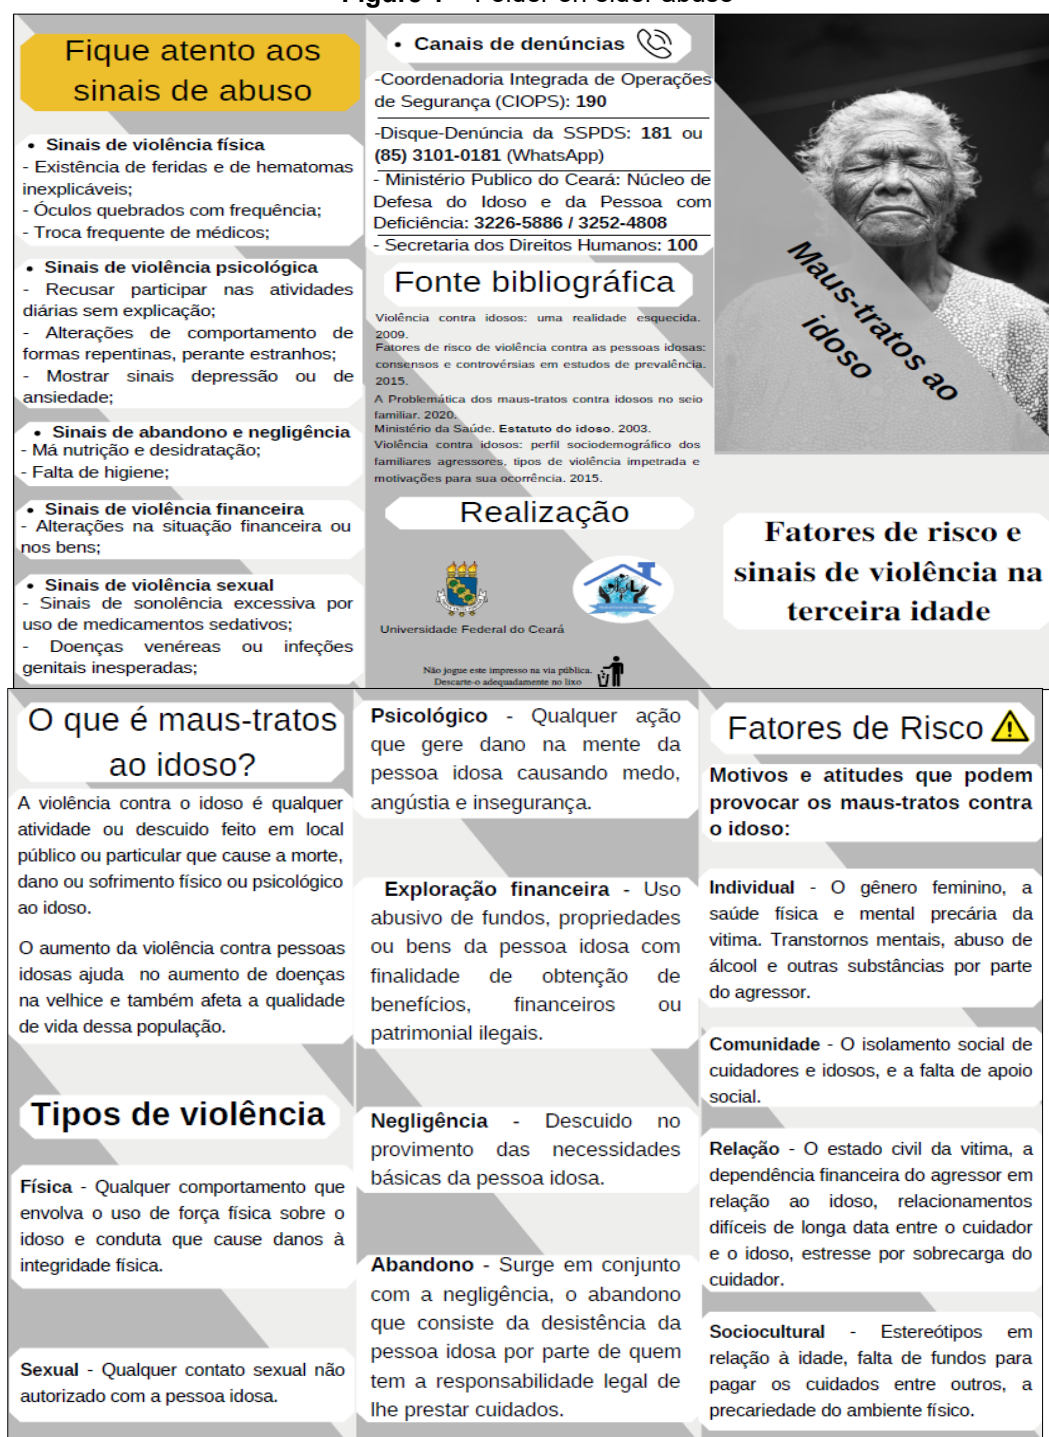 Fique atento aos
sinais de abuso
• Sinais de violência física
- Existência de feridas e de hematomas
inexplicáveis;
- Óculos quebrados com frequência;
- Troca frequente de médicos;
• Sinais de violência psicológica
- Recusar participar nas atividades
diárias sem explicação;
- Alterações de comportamento de
formas repentinas, perante estranhos;
- Mostrar sinais depressão ou de
ansiedade;
• Sinais de abandono e negligência
- Má nutrição e desidratação;
- Falta de higiene;
• Sinais de violência financeira
- Alterações na situação financeira ou
nos bens;
• Sinais de violência sexual
- Sinais de sonolência excessiva por
uso de medicamentos sedativos;
- Doenças venéreas ou infeções
genitais inesperadas;
• Canais de denúncias
-Coordenadoria Integrada de Operações
de Segurança (CIOPS): 190
-Disque-Denúncia da SSPDS: 181 ou
(85) 3101-0181 (WhatsApp)
- Ministério Publico do Ceará: Núcleo de
Defesa do Idoso e da Pessoa com
Deficiência: 3226-5886 / 3252-4808
- Secretaria dos Direitos Humanos: 100
Fonte bibliográfica
Violência contra idosos: uma realidade esquecida.
2009.
Fatores de risco de violência contra as pessoas idosas:
consensos e controvérsias em estudos de prevalência.
2015.
A Problemática dos maus-tratos contra idosos no seio
familiar. 2020.
Ministério da Saúde. Estatuto do idoso. 2003.
Violência contra idosos: perfil sociodemográfico dos
familiares agressores, tipos de violência impetrada e
motivações para sua ocorrência. 2015.
Realização
Universidade Federal do Ceará
Não jogue este impresso na via pública.
Descarte-o adequadamente no lixo
Maus-tratos ao
idoso
Fatores de risco e
sinais de violência na
terceira idade
O que é maus-tratos
ao idoso?
A violência contra o idoso é qualquer
atividade ou descuido feito em local
público ou particular que cause a morte,
dano ou sofrimento físico ou psicológico
ao idoso.
O aumento da violência contra pessoas
idosas ajuda no aumento de doenças
na velhice e também afeta a qualidade
de vida dessa população.
Tipos de violência
Física - Qualquer comportamento que
envolva o uso de força física sobre o
idoso e conduta que cause danos à
integridade física.
Sexual - Qualquer contato sexual não
autorizado com a pessoa idosa.
Psicológico - Qualquer ação
que gere dano na mente da
pessoa idosa causando medo,
angústia e insegurança.
Exploração financeira - Uso
abusivo de fundos, propriedades
ou bens da pessoa idosa com
finalidade de obtenção de
benefícios, financeiros ou
patrimonial ilegais.
Negligência - Descuido no
provimento das necessidades
básicas da pessoa idosa.
Abandono - Surge em conjunto
com a negligência, o abandono
que consiste da desistência da
pessoa idosa por parte de quem
tem a responsabilidade legal de
lhe prestar cuidados.
Fatores de Risco
Motivos e atitudes que podem
provocar os maus-tratos contra
o idoso:
Individual - O gênero feminino, a
saúde física e mental precária da
vitima. Transtornos mentais, abuso de
álcool e outras substâncias por parte
do agressor.
Comunidade - O isolamento social de
cuidadores e idosos, e a falta de apoio
social.
Relação - O estado civil da vitima, a
dependência financeira do agressor em
relação ao idoso, relacionamentos
difíceis de longa data entre o cuidador
e o idoso, estresse por sobrecarga do
cuidador.
Sociocultural - Estereótipos em
relação à idade, falta de fundos para
pagar os cuidados entre outros, a
precariedade do ambiente físico.